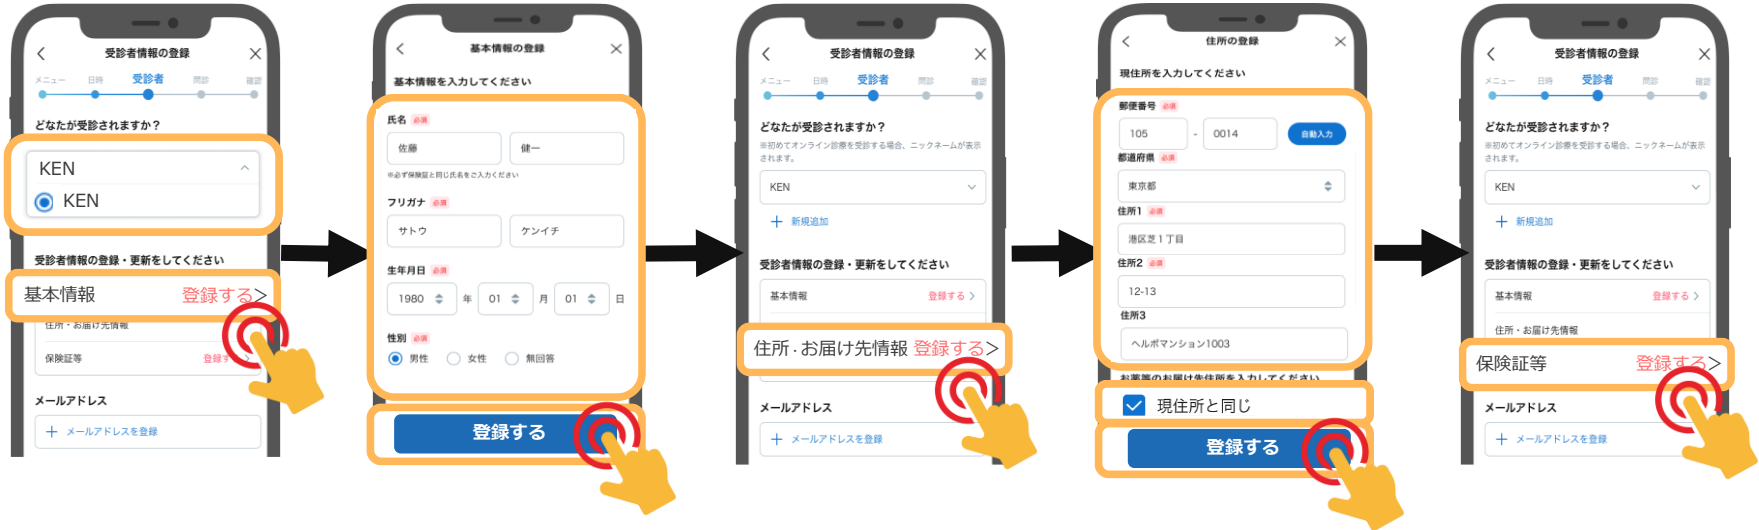 受診者情報の登録
メニュー 日時 受診者 問診 確認
どなたが受診されますか？
KEN
KEN
受診者情報の登録・更新をしてください
基本情報 登録する>
住所・お届け先情報
保険証等 登録する
メールアドレス
＋ メールアドレスを登録
基本情報の登録
基本情報を入力してください
氏名 必須
佐藤 健一
※必ず保険証と同じ氏名をご入力ください
フリガナ 必須
サトウ ケンイチ
生年月日 必須
1980 年 01 月 01 日
性別 必須
男性 女性 無回答
登録する
受診者情報の登録
メニュー 日時 受診者 問診 確認
どなたが受診されますか？
※初めてオンライン診療を受診する場合、ニックネームが表示
されます。
KEN
＋ 新規追加
受診者情報の登録・更新をしてください
基本情報 登録する >
住所・お届け先情報 登録する>
メールアドレス
＋ メールアドレスを登録
住所の登録
現住所を入力してください
郵便番号 必須
105 - 0014 自動入力
都道府県 必須
東京都
住所1 必須
港区芝１丁目
住所2 必須
12-13
住所3
ヘルボマンション1003
お薬等のお届け先住所を入力してください
現住所と同じ
登録する
受診者情報の登録
メニュー 日時 受診者 問診 確認
どなたが受診されますか？
※初めてオンライン診療を受診する場合、ニックネームが表示
されます。
KEN
＋ 新規追加
受診者情報の登録・更新をしてください
基本情報 登録する >
住所・お届け先情報
保険証等 登録する>
メールアドレス
＋ メールアドレスを登録